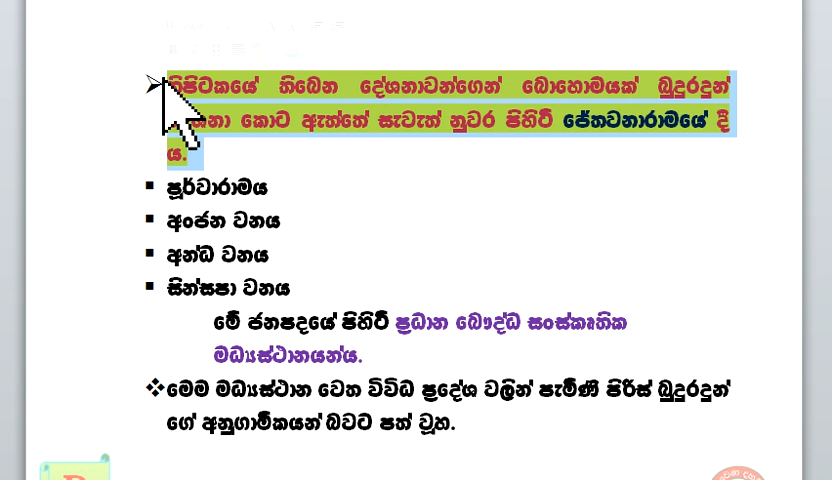 ත්‍රිපිටකයේ තිබෙන දේශනාවන්ගෙන් බොහොමයක් බුදුරදුන්
කොට ඇත්තේ සැවැත් නුවර පිහිටි ජේතවනාරාමයේ දී
ය.
පූර්වාරාමය
අංජන වනය
අන්ධ වනය
සින්සපා වනය
මේ ජනපදයේ පිහිටි ප්‍රධාන බෞද්ධ සංස්කෘතික
මධ්‍යස්ථානයන්ය.
මෙම මධ්‍යස්ථාන වෙත විවිධ ප්‍රදේශ වලින් පැමිණි පිරිස් බුදුරදුන්
ගේ අනුගාමිකයන් බවට පත් වූහ.